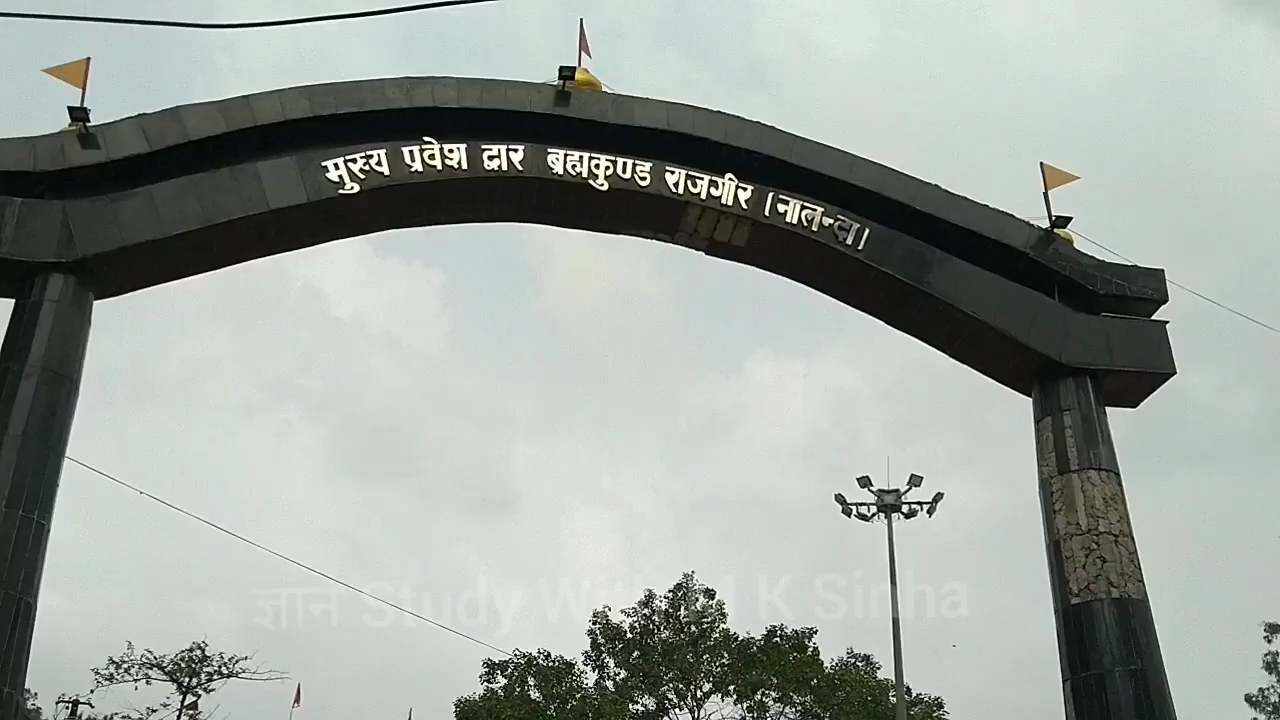 मुख्य प्रवेश द्वार ब्रह्मकुण्ड राजगीर (नालन्दा)
ज्ञान Study With M K Sinha